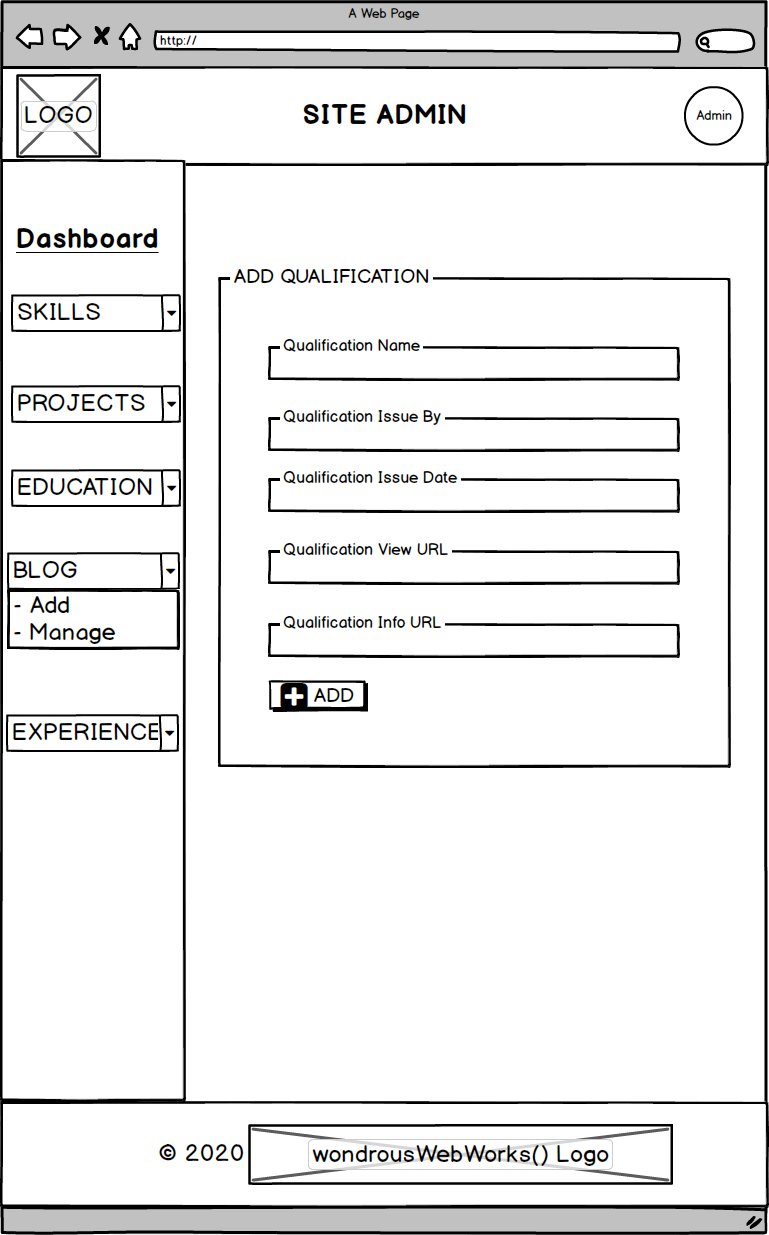 A Web Page
http://
LOGO
SITE ADMIN
Admin
Dashboard
SKILLS
PROJECTS
EDUCATION
BLOG
- Add
- Manage
EXPERIENCE
ADD QUALIFICATION
Qualification Name
Qualification Issue By
Qualification Issue Date
Qualification View URL
Qualification Info URL
ADD
© 2020
wondrousWebWorks() Logo